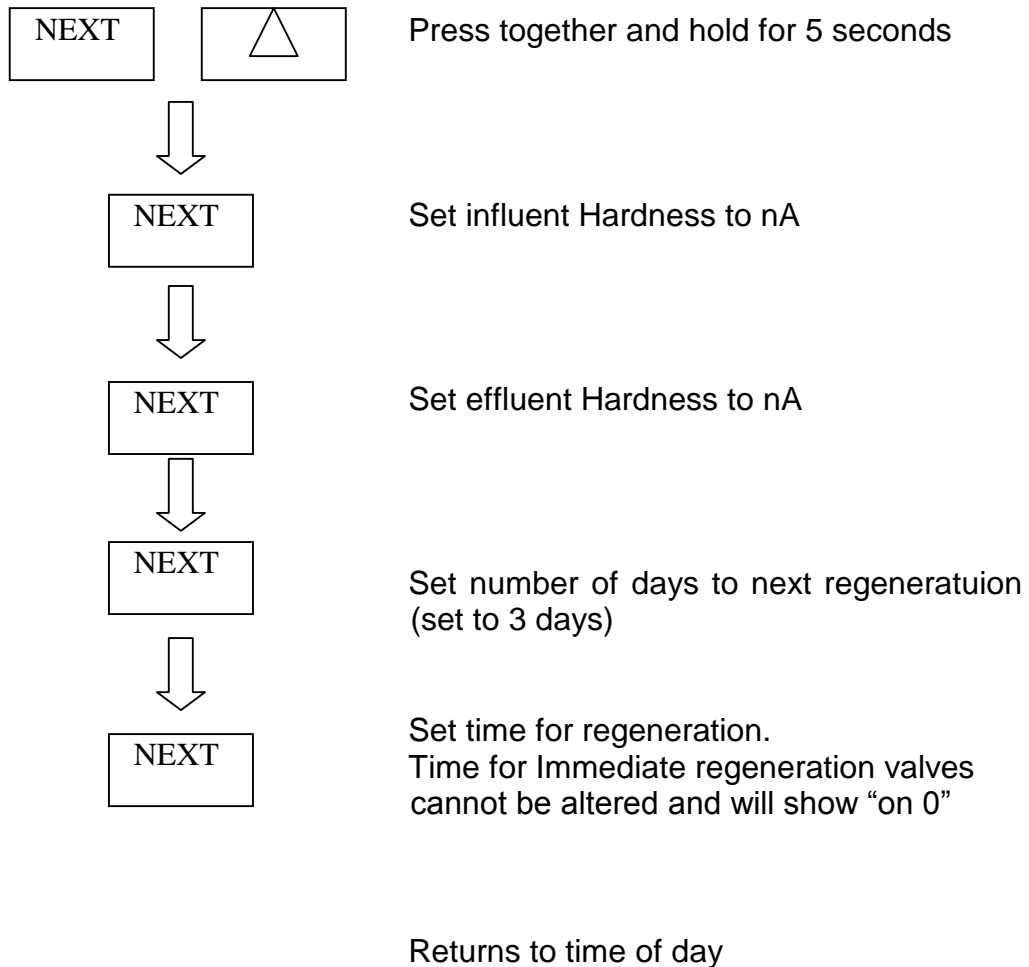 NEXT
Press together and hold for 5 seconds
NEXT
Set influent Hardness to nA
NEXT
Set effluent Hardness to nA
NEXT
Set number of days to next regeneratuion
(set to 3 days)
NEXT
Set time for regeneration.
Time for Immediate regeneration valves
cannot be altered and will show “on 0”
Returns to time of day